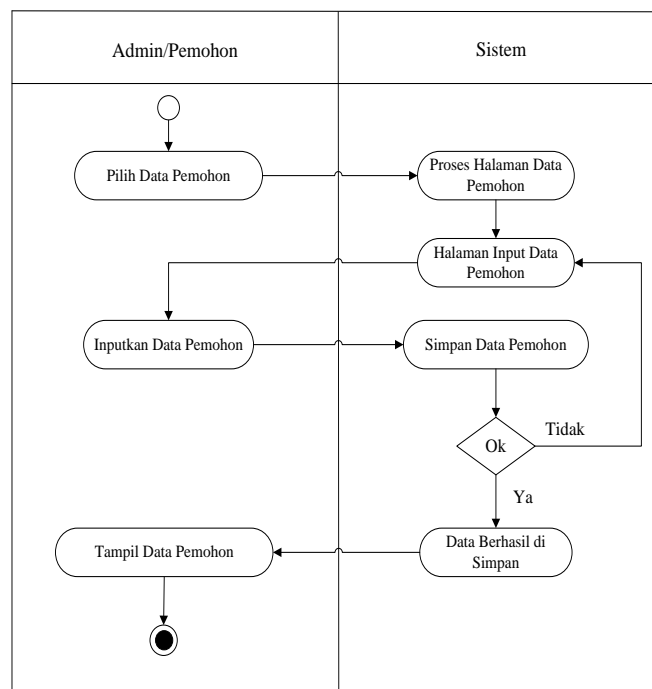 Admin/Pemohon
Sistem
Pilih Data Pemohon
Proses Halaman Data
Pemohon
Halaman Input Data
Pemohon
Inputkan Data Pemohon
Simpan Data Pemohon
Ok
Tidak
Ya
Data Berhasil di
Simpan
Tampil Data Pemohon